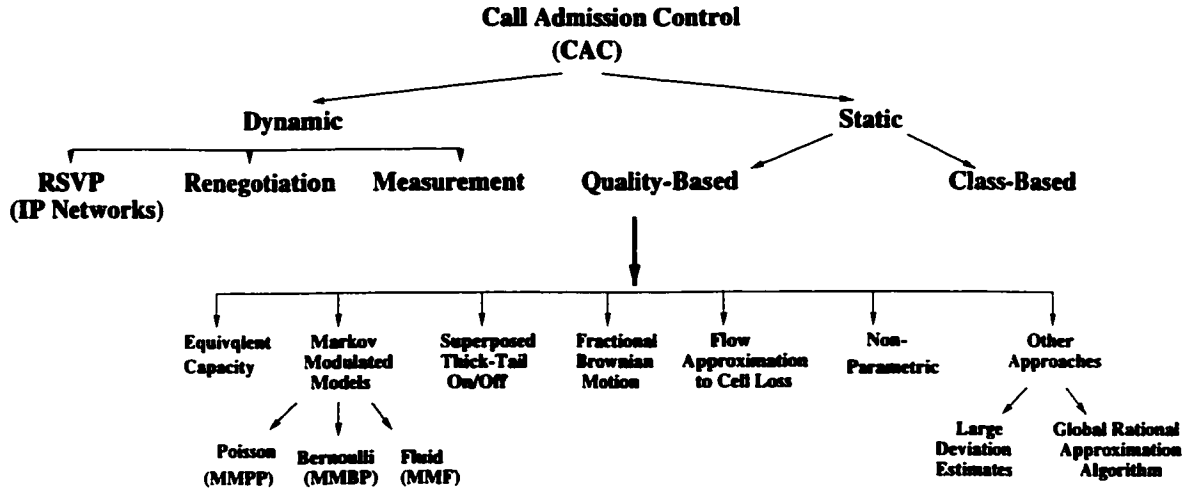 Call Admission Control
(CAC)
Dynamic
Static
RSVP
(IP Networks)
Renegotiation
Measurement
Quality-Based
Class-Based
Equivqlent
Capacity
Markov
Modulated
Models
Superposed
Thick-Tail
On/Off
Fractional
Brownian
Motion
Flow
Approximation
to Cell Loss
Non-
Parametric
Other
Approaches
Poisson
(MMPP)
Bernoulli
(MMBP)
Fluid
(MMF)
Large
Deviation
Estimates
Global Rational
Approximation
Algorithm